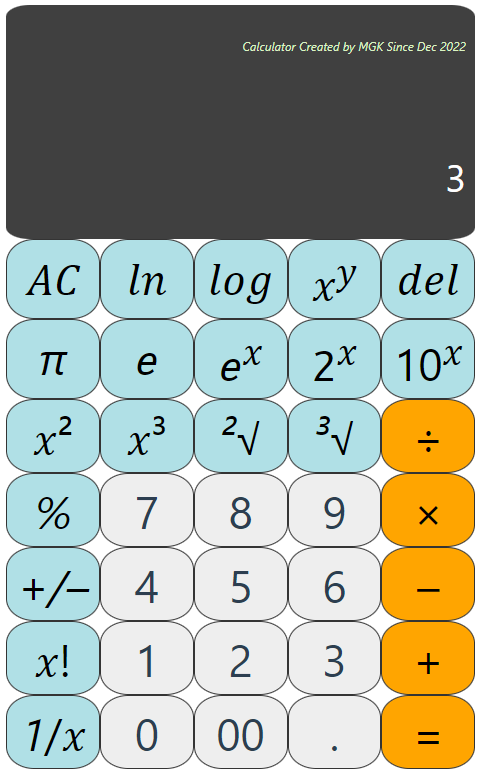 Calculator Created by MGK Since Dec 2022
3
AC ln log xʸ del
π e eˣ 2ˣ 10ˣ
x² x³ ²√ ³√ ÷
% 7 8 9 ×
+/− 4 5 6 −
x! 1 2 3 +
1/x 0 00 . =